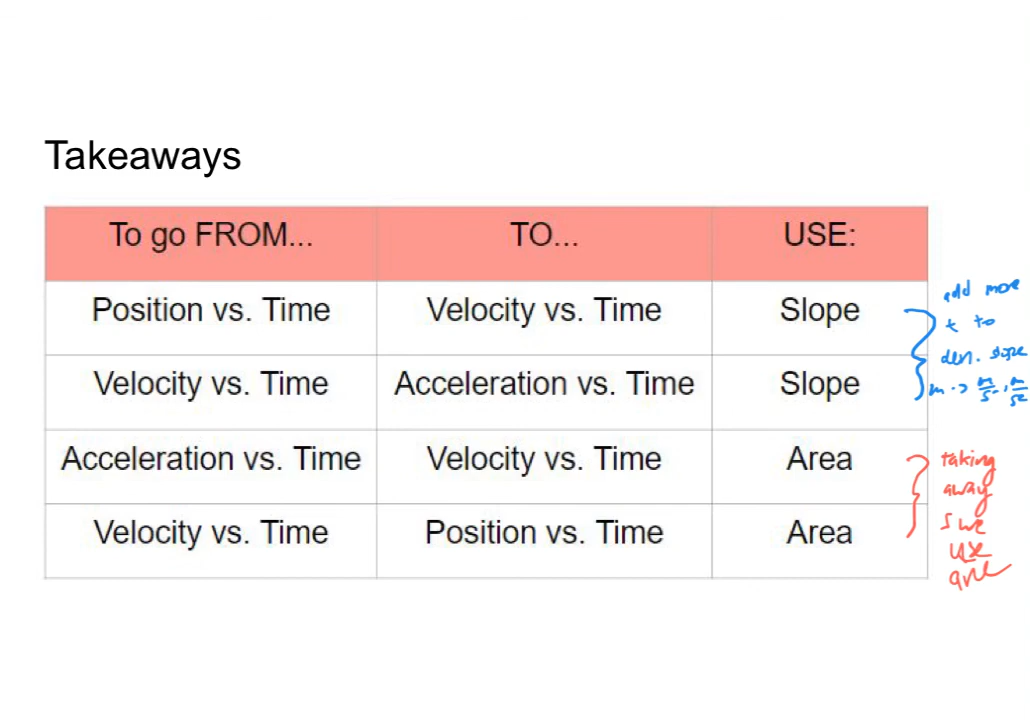 Takeaways
To go FROM... TO... USE:
Position vs. Time Velocity vs. Time Slope
Velocity vs. Time Acceleration vs. Time Slope
Acceleration vs. Time Velocity vs. Time Area
Velocity vs. Time Position vs. Time Area
add more
t to
den. slope
m -> m/s, m/s2
taking
away
s we
use